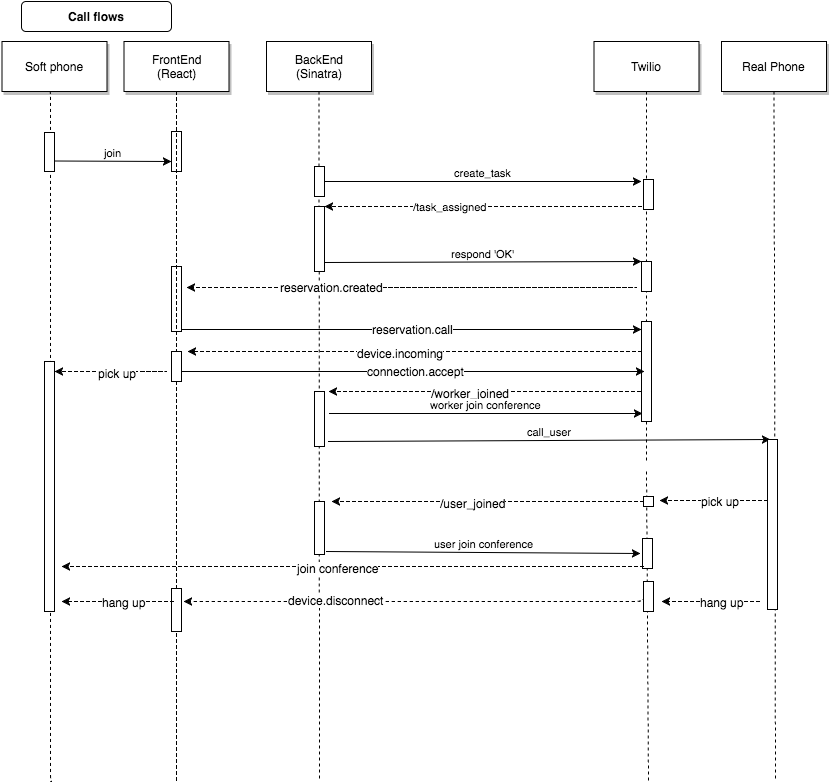 Call flows
Soft phone
FrontEnd
(React)
BackEnd
(Sinatra)
Twilio
Real Phone
join
create_task
/task_assigned
respond 'OK'
reservation.created
reservation.call
device.incoming
pick up
connection.accept
/worker_joined
worker join conference
call_user
/user_joined
pick up
user join conference
join conference
hang up
device.disconnect
hang up